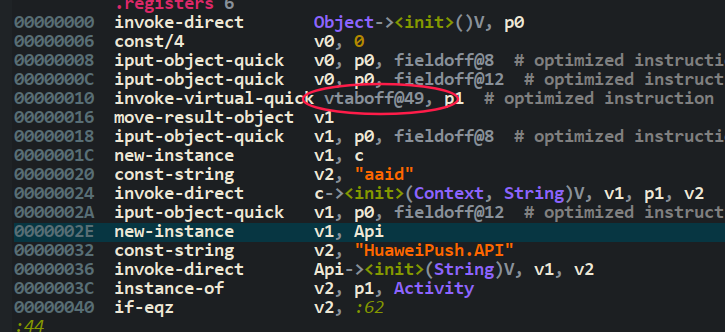 .registers 6
00000000 invoke-direct Object-><init>()V, p0
00000006 const/4 v0, 0
00000008 iput-object-quick v0, p0, fieldoff@8 # optimized instructi
0000000C iput-object-quick v0, p0, fieldoff@12 # optimized instruct
00000010 invoke-virtual-quick vtaboff@49, p1 # optimized instruction
00000016 move-result-object v1
00000018 iput-object-quick v1, p0, fieldoff@8 # optimized instructi
0000001C new-instance v1, c
00000020 const-string v2, "aaid"
00000024 invoke-direct c-><init>(Context, String)V, v1, p1, v2
0000002A iput-object-quick v1, p0, fieldoff@12 # optimized instruct
0000002E new-instance v1, Api
00000032 const-string v2, "HuaweiPush.API"
00000036 invoke-direct Api-><init>(String)V, v1, v2
0000003C instance-of v2, p1, Activity
00000040 if-eqz v2, :62
:44